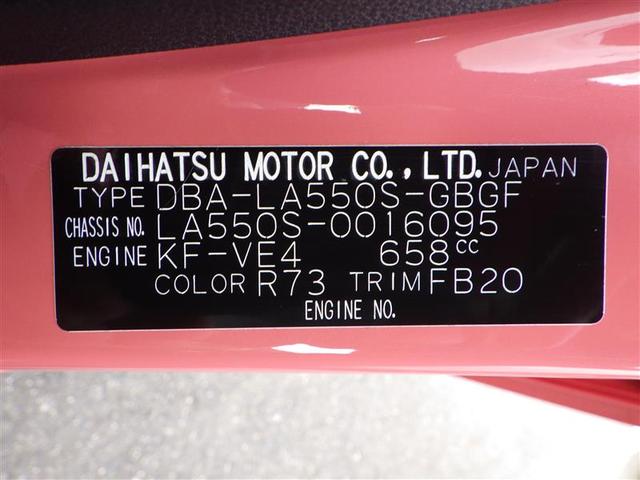 DAIHATSU MOTOR CO., LTD. JAPAN
TYPE DBA-LA550S-GBGF
CHASSIS NO. LA550S-0016095
ENGINE KF-VE4 658cc
COLOR R73 TRIM FB20
ENGINE NO.